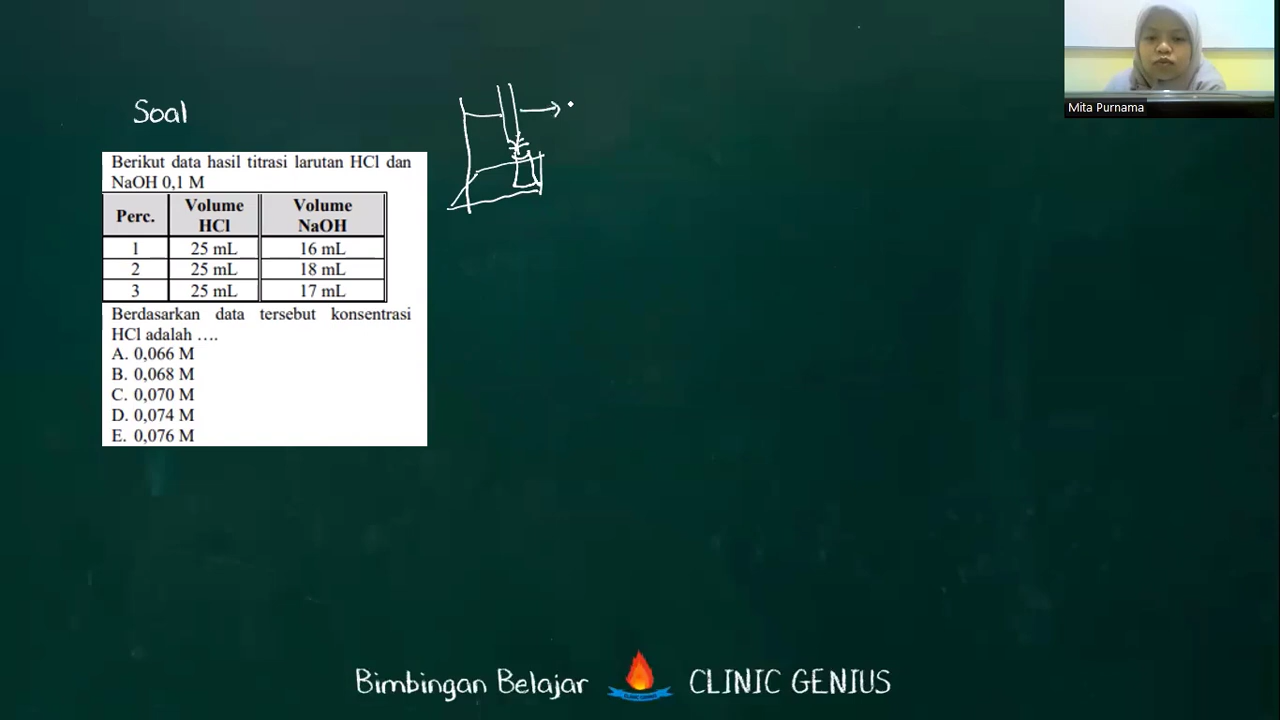 Soal
Berikut data hasil titrasi larutan HCl dan
NaOH 0,1 M
Perc. Volume HCl Volume NaOH
1 25 mL 16 mL
2 25 mL 18 mL
3 25 mL 17 mL
Berdasarkan data tersebut konsentrasi
HCl adalah ....
A. 0,066 M
B. 0,068 M
C. 0,070 M
D. 0,074 M
E. 0,076 M
Mita Purnama
Bimbingan Belajar CLINIC GENIUS